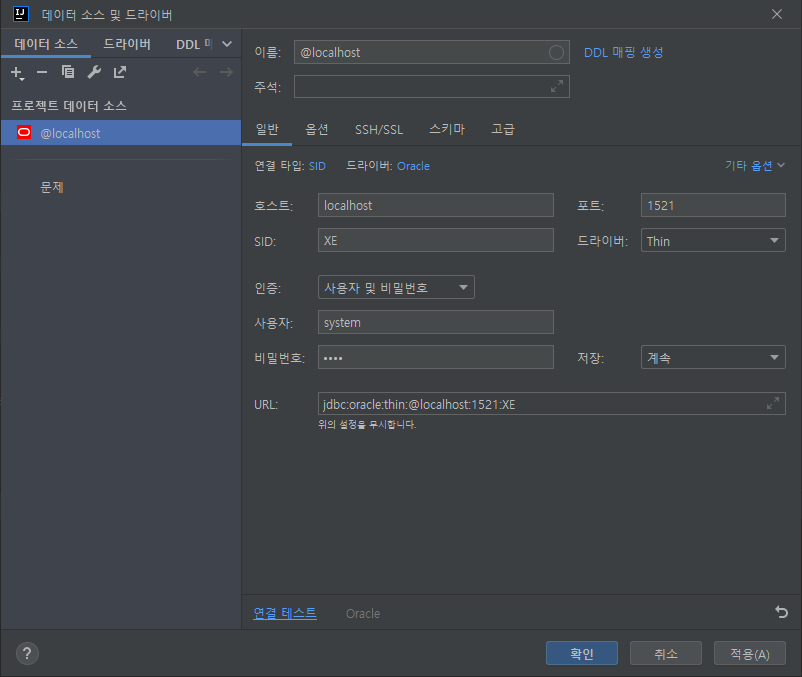 데이터 소스 및 드라이버
데이터 소스 드라이버 DDL
프로젝트 데이터 소스
@localhost
문제
이름: @localhost DDL 매핑 생성
주석:
일반 옵션 SSH/SSL 스키마 고급
연결 타입: SID 드라이버: Oracle 기타 옵션
호스트: localhost 포트: 1521
SID: XE 드라이버: Thin
인증: 사용자 및 비밀번호
사용자: system
비밀번호: •••• 저장: 계속
URL: jdbc:oracle:thin:@localhost:1521:XE
위의 설정을 무시합니다.
연결 테스트 Oracle
? 확인 취소 적용(A)